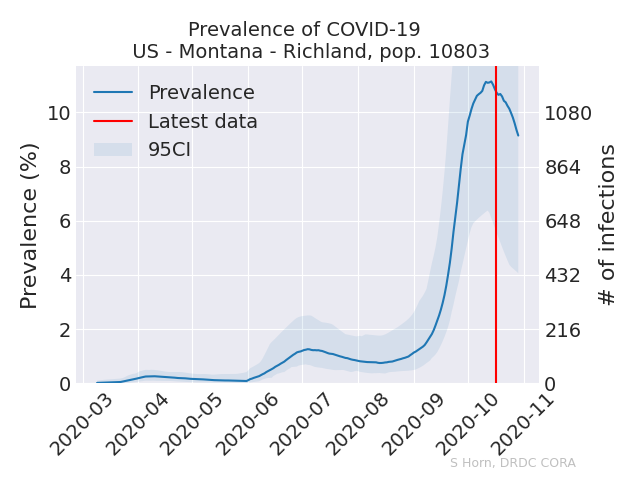 Prevalence of COVID-19
US - Montana - Richland, pop. 10803
Prevalence
Latest data
95CI
Prevalence (%)
10
8
6
4
2
0
# of infections
1080
864
648
432
216
0
2020-03
2020-04
2020-05
2020-06
2020-07
2020-08
2020-09
2020-10
2020-11
S Horn, DRDC CORA